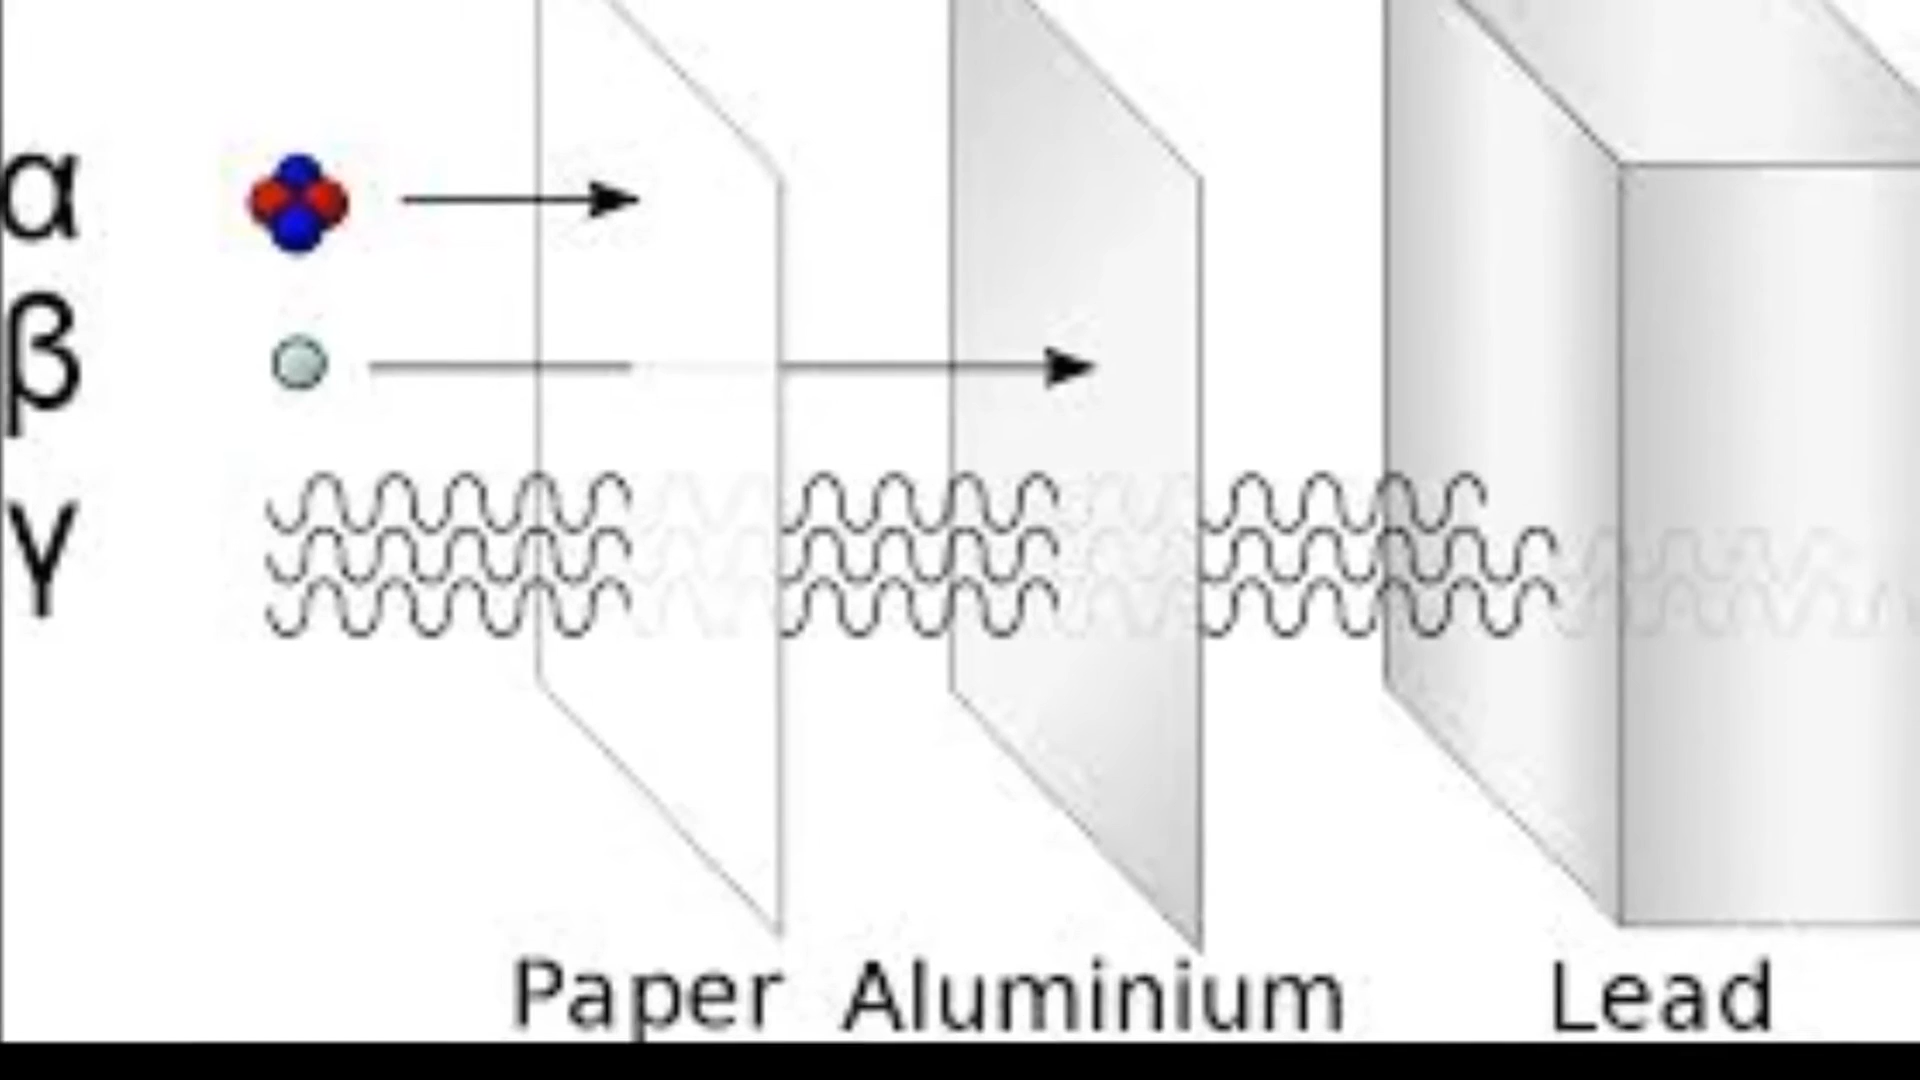 α
β
γ
Paper Aluminium Lead